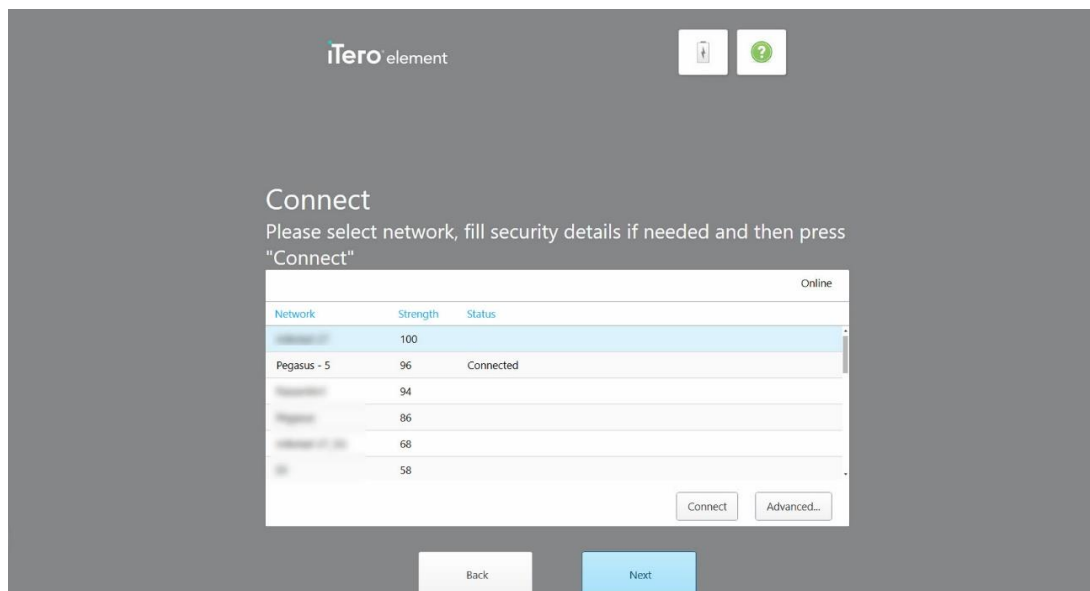 iTero element
Connect
Please select network, fill security details if needed and then press
"Connect"
Online
Network Strength Status
100
Pegasus - 5 96 Connected
94
86
68
58
Connect Advanced...
Back Next